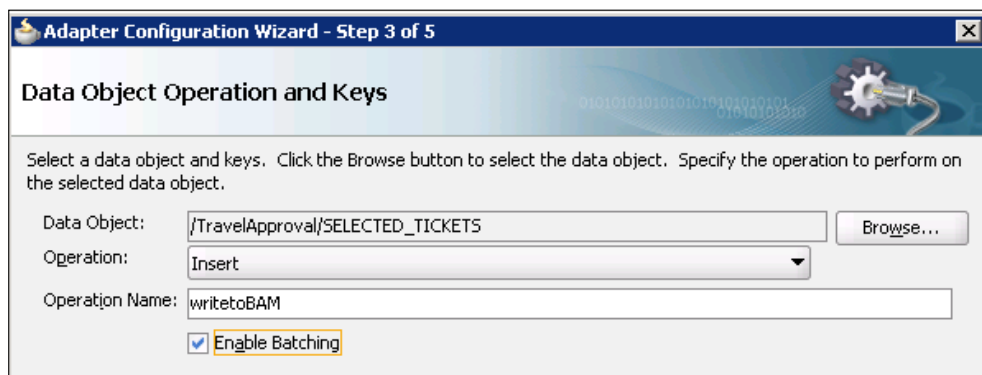 Adapter Configuration Wizard - Step 3 of 5
Data Object Operation and Keys
Select a data object and keys. Click the Browse button to select the data object. Specify the operation to perform on
the selected data object.
Data Object: /TravelApproval/SELECTED_TICKETS Browse...
Operation: Insert
Operation Name: writetoBAM
Enable Batching